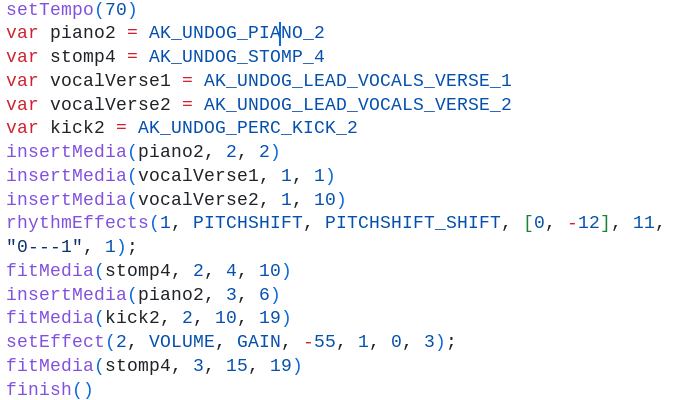 setTempo(70)
var piano2 = AK_UNDOG_PIANO_2
var stomp4 = AK_UNDOG_STOMP_4
var vocalVerse1 = AK_UNDOG_LEAD_VOCALS_VERSE_1
var vocalVerse2 = AK_UNDOG_LEAD_VOCALS_VERSE_2
var kick2 = AK_UNDOG_PERC_KICK_2
insertMedia(piano2, 2, 2)
insertMedia(vocalVerse1, 1, 1)
insertMedia(vocalVerse2, 1, 10)
rhythmEffects(1, PITCHSHIFT, PITCHSHIFT_SHIFT, [0, -12], 11,
"0---1", 1);
fitMedia(stomp4, 2, 4, 10)
insertMedia(piano2, 3, 6)
fitMedia(kick2, 2, 10, 19)
setEffect(2, VOLUME, GAIN, -55, 1, 0, 3);
fitMedia(stomp4, 3, 15, 19)
finish()